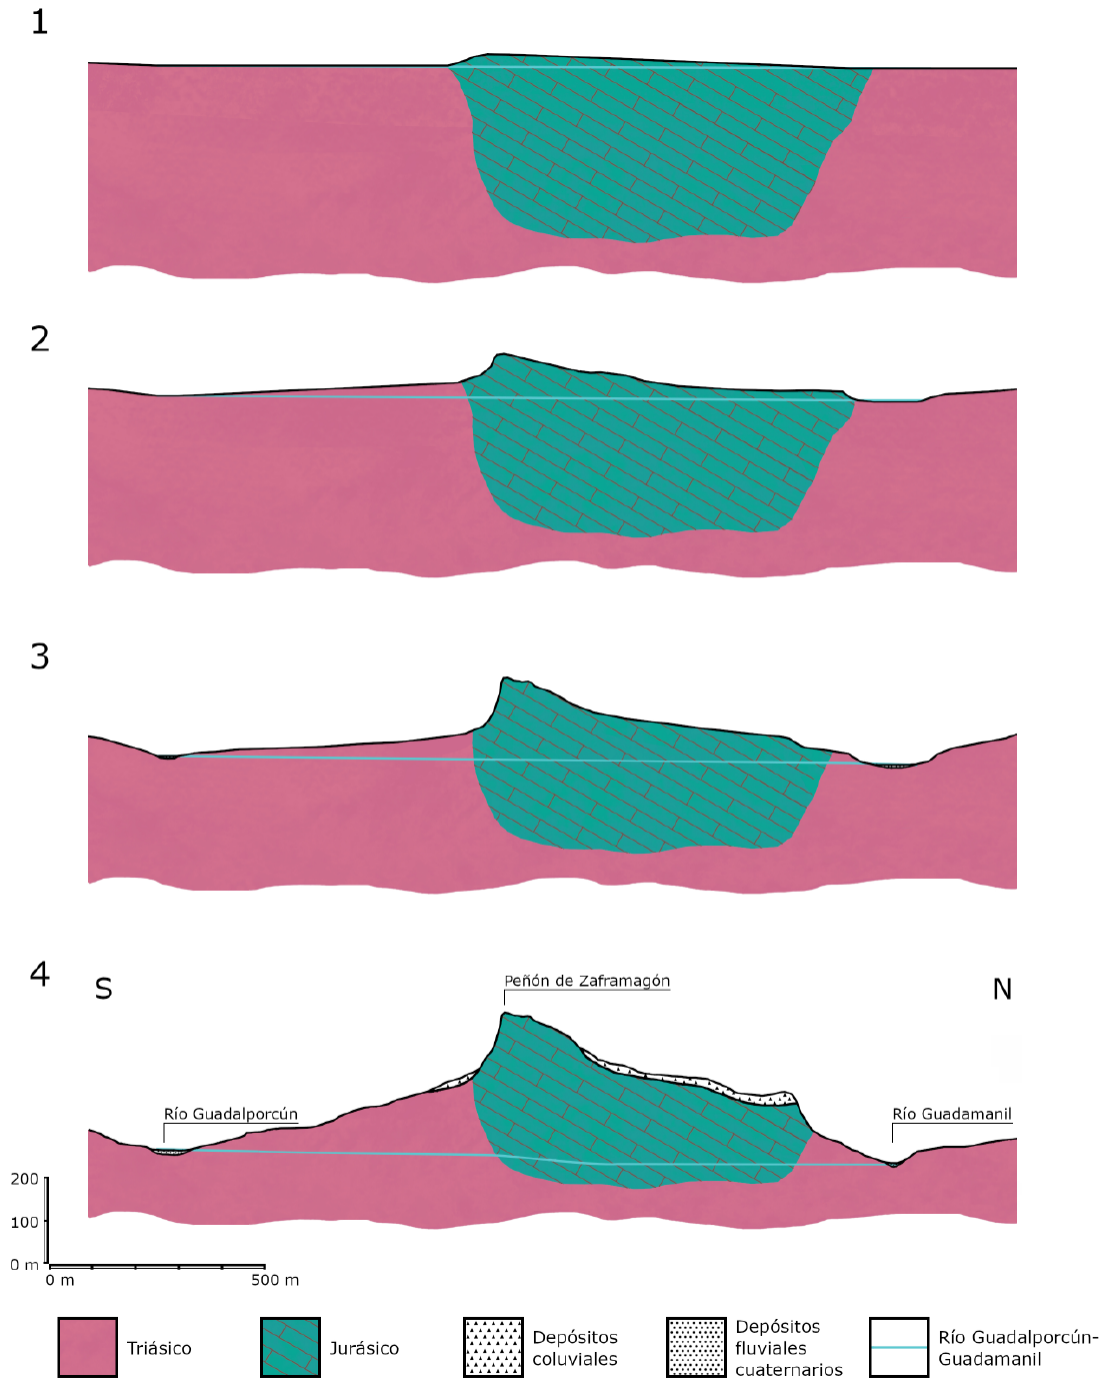 1
2
3
4
S
N
Peñón de Zaframagón
Río Guadalporcún
Río Guadamanil
200
100
0 m
0 m
500 m
Triásico
Jurásico
Depósitos
coluviales
Depósitos
fluviales
cuaternarios
Río Guadalporcún-
Guadamanil